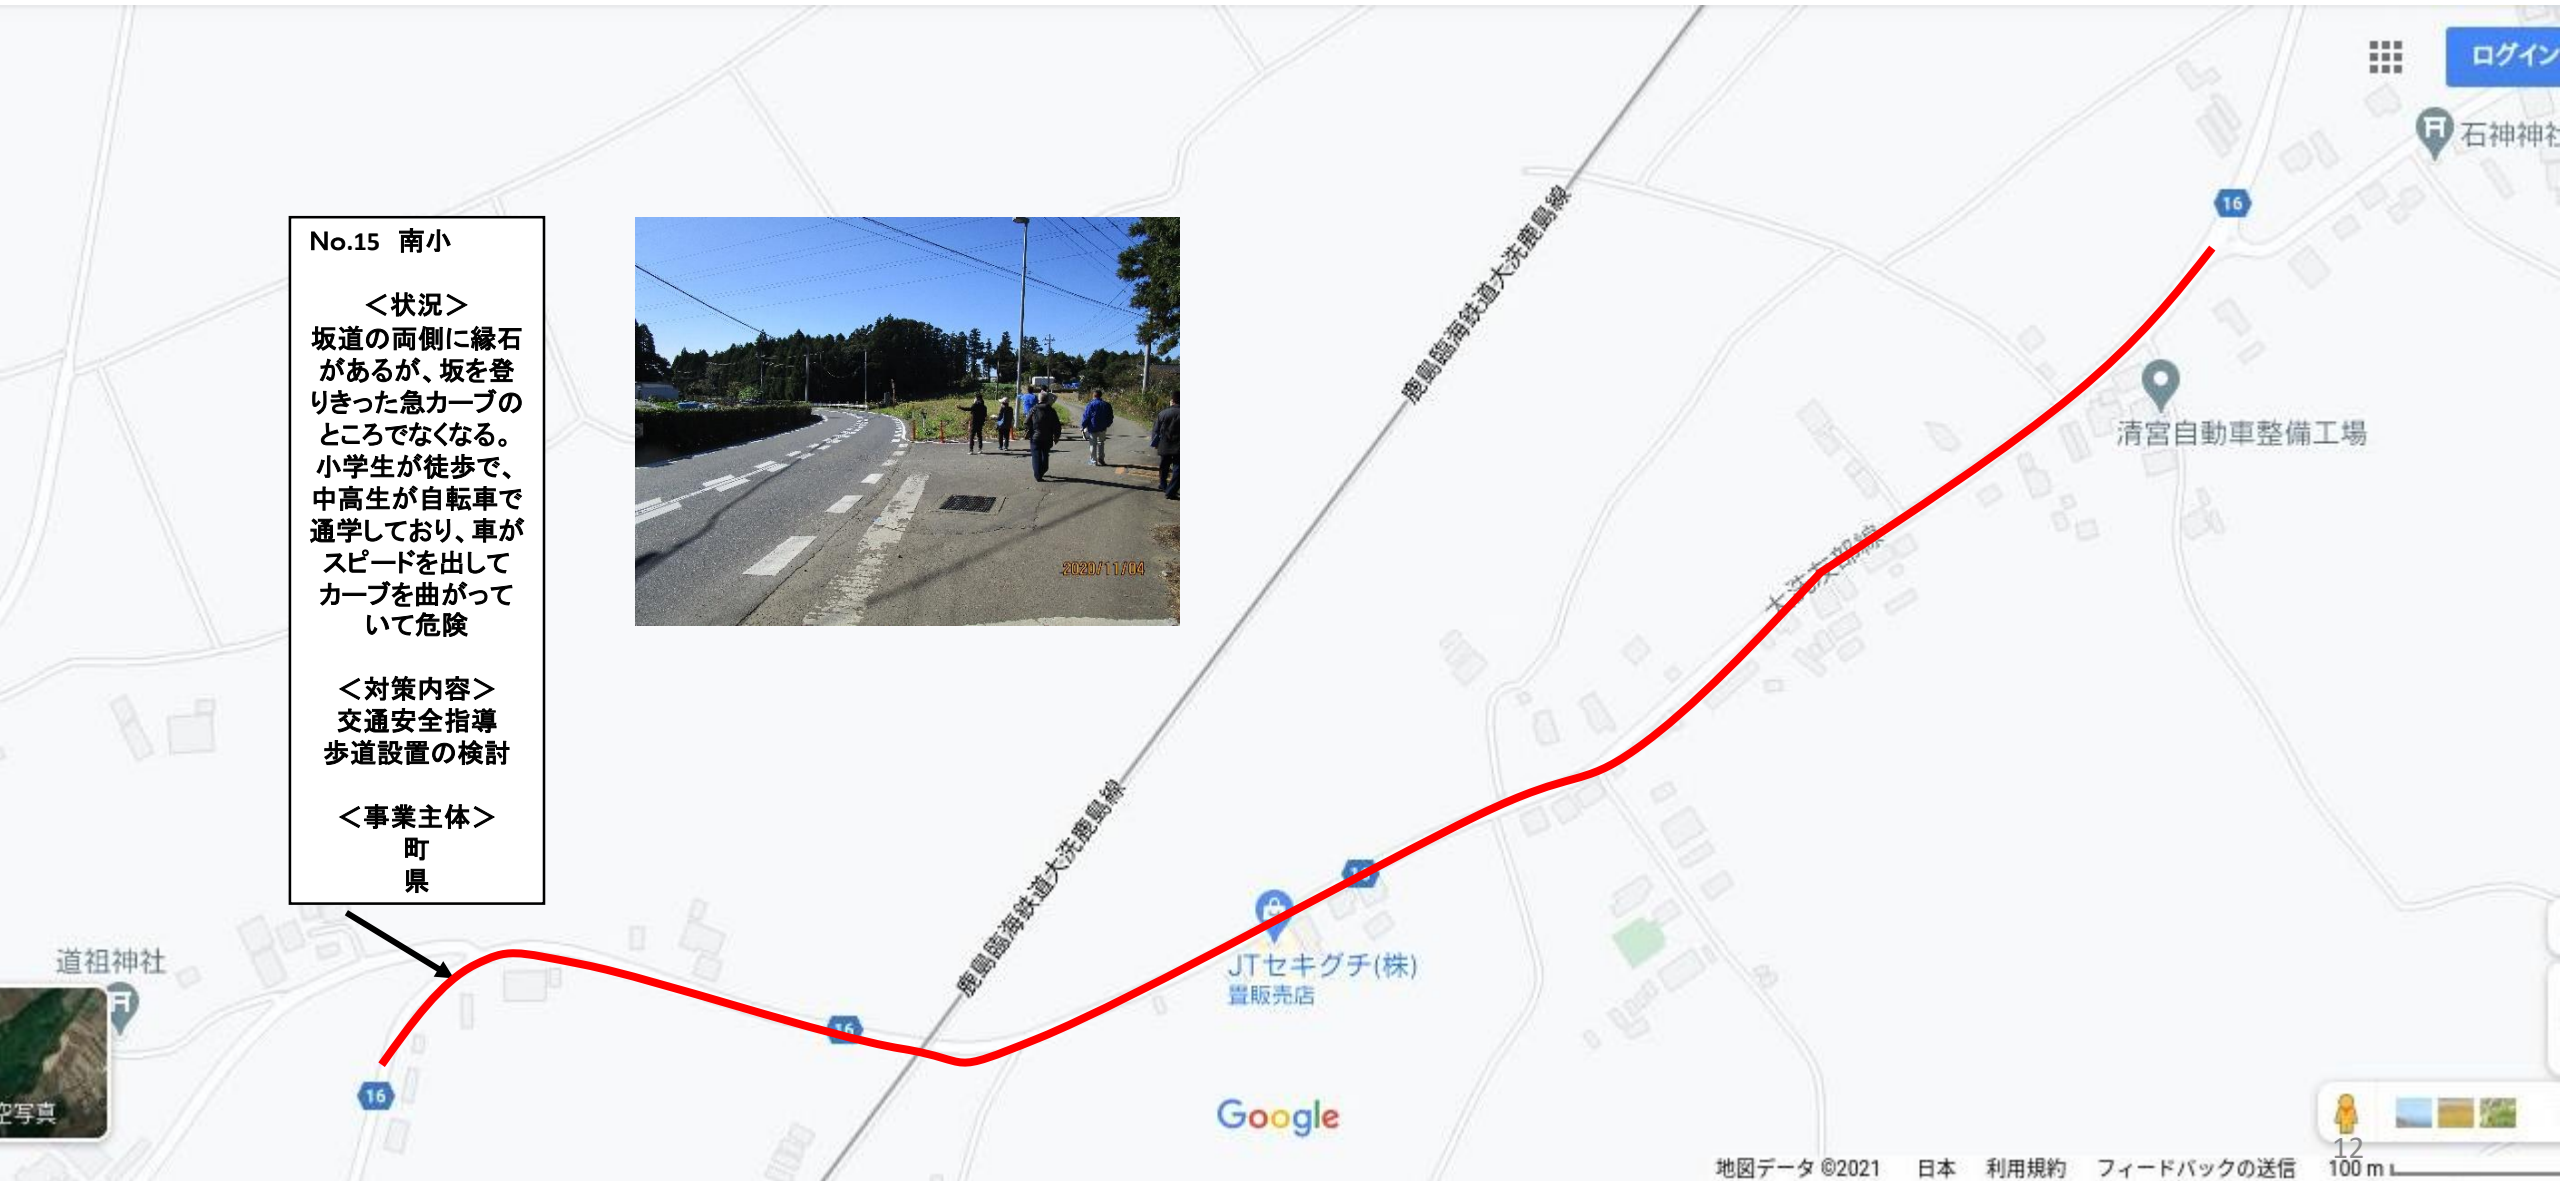 ログイン
石神神社
16
鹿島臨海鉄道大洗鹿島線
No.15 南小
＜状況＞
坂道の両側に縁石
があるが、坂を登
りきった急カーブの
ところでなくなる。
小学生が徒歩で、
中高生が自転車で
通学しており、車が
スピードを出して
カーブを曲がって
いて危険
＜対策内容＞
交通安全指導
歩道設置の検討
＜事業主体＞
町
県
2020/11/04
清宮自動車整備工場
大洗友部線
鹿島臨海鉄道大洗鹿島線
16
JTセキグチ(株)
畳販売店
道祖神社
16
16
空写真
Google
12
地図データ ©2021 日本 利用規約 フィードバックの送信 100 m